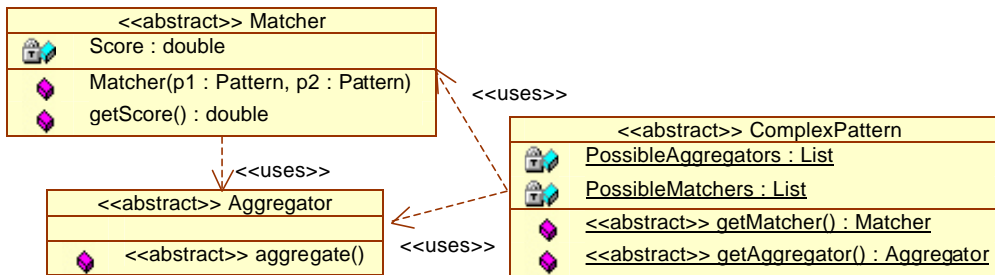 <<abstract>> Matcher
Score : double
Matcher(p1 : Pattern, p2 : Pattern)
getScore() : double
<<uses>>
<<uses>>
<<abstract>> Aggregator
<<abstract>> aggregate()
<<uses>>
<<abstract>> ComplexPattern
PossibleAggregators : List
PossibleMatchers : List
<<abstract>> getMatcher() : Matcher
<<abstract>> getAggregator() : Aggregator